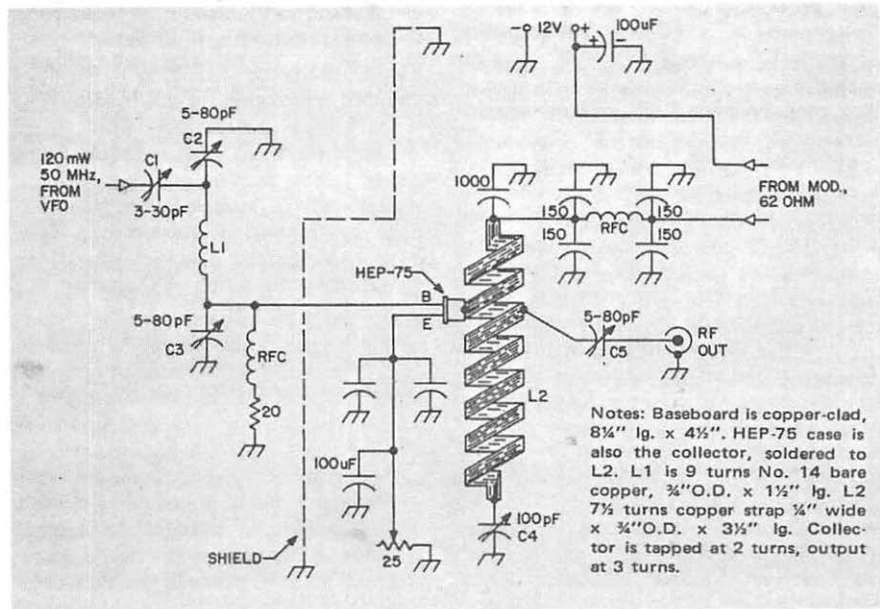 - 12V +
100uF
+ -
5-80pF
C2
120 mW
50 MHz,
FROM
VFO
C1
3-30pF
L1
1000
150
150
FROM MOD.,
62 OHM
150
RFC
150
HEP-75
B
E
5-80pF
C3
RFC
20
5-80pF
C5
RF
OUT
L2
100uF
SHIELD
25
100pF
C4
Notes: Baseboard is copper-clad,
8¼" lg. x 4½". HEP-75 case is
also the collector, soldered to
L2. L1 is 9 turns No. 14 bare
copper, ¾"O.D. x 1½" lg. L2
7½ turns copper strap ¼" wide
x ¾"O.D. x 3½" lg. Collec-
tor is tapped at 2 turns, output
at 3 turns.